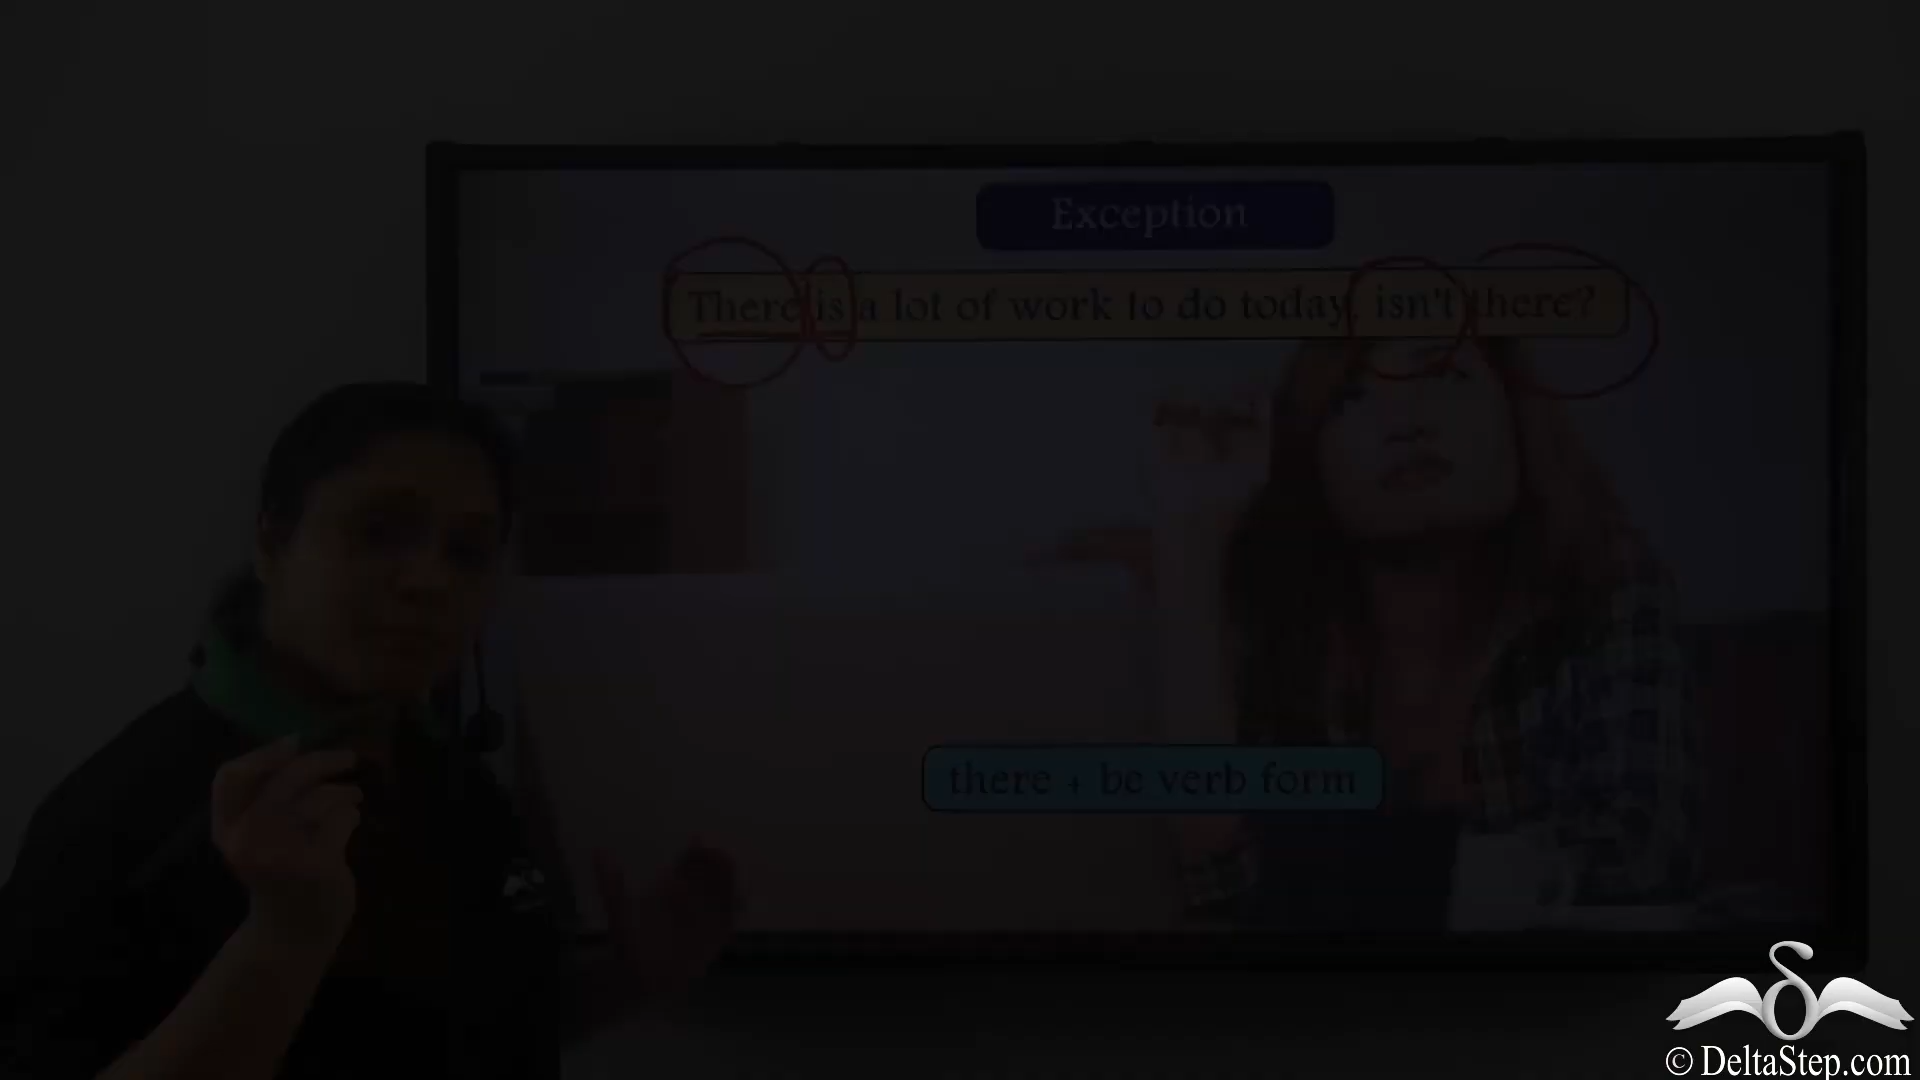 Exception
There is a lot of work to do today, isn't there?
there + be verb form
© DeltaStep.com